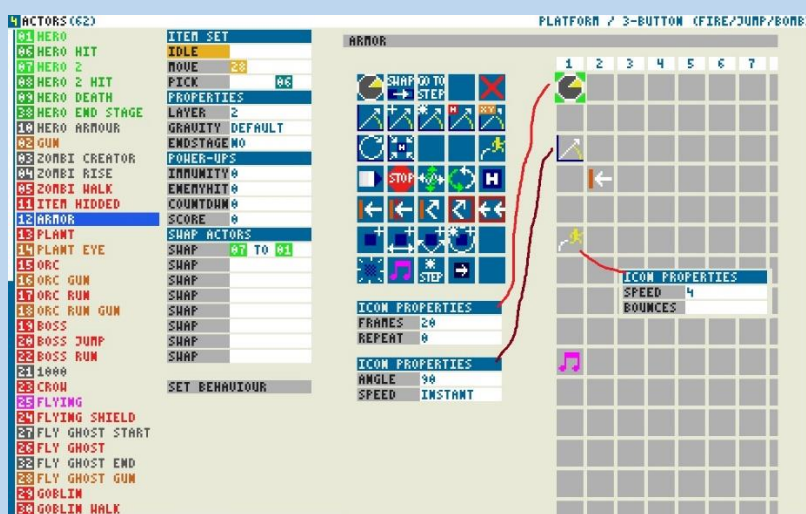 ACTORS (62)
PLATFORM / 3-BUTTON (FIRE/JUMP/BOMB
01 HERO
06 HERO HIT
07 HERO 2
08 HERO 2 HIT
09 HERO DEATH
38 HERO END STAGE
10 HERO ARMOUR
02 GUN
03 ZOMBI CREATOR
04 ZOMBI RISE
05 ZOMBI WALK
11 ITEM HIDDED
12 ARMOR
13 PLANT
14 PLANT EYE
15 ORC
16 ORC GUN
17 ORC RUN
18 ORC RUN GUN
19 BOSS
20 BOSS JUMP
22 BOSS RUN
21 1000
23 CROW
25 FLYING
24 FLYING SHIELD
27 FLY GHOST START
26 FLY GHOST
32 FLY GHOST END
28 FLY GHOST GUN
29 GOBLIN
30 GOBLIN WALK
ITEM SET
IDLE
MOVE 28
PICK 06
PROPERTIES
LAYER 2
GRAVITY DEFAULT
ENDSTAGE NO
POWER-UPS
IMMUNITY 0
ENEMYHIT 0
COUNTDWN 0
SCORE 0
SWAP ACTORS
SWAP 07 TO 01
SWAP
SWAP
SWAP
SWAP
SWAP
SWAP
SWAP
SET BEHAVIOUR
ARMOR
SWAP GO TO STEP
H XY
H
STOP H
STEP
ICON PROPERTIES
FRAMES 20
REPEAT 0
ICON PROPERTIES
ANGLE 90
SPEED INSTANT
1 2 3 4 5 6 7
ICON PROPERTIES
SPEED 4
BOUNCES